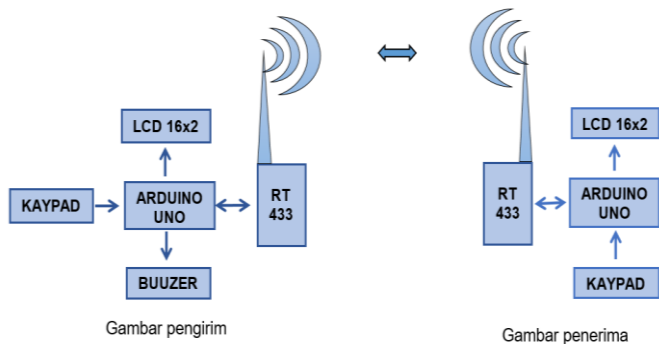 LCD 16x2
KAYPAD
ARDUINO
UNO
RT
433
BUUZER
Gambar pengirim
LCD 16x2
RT
433
ARDUINO
UNO
KAYPAD
Gambar penerima